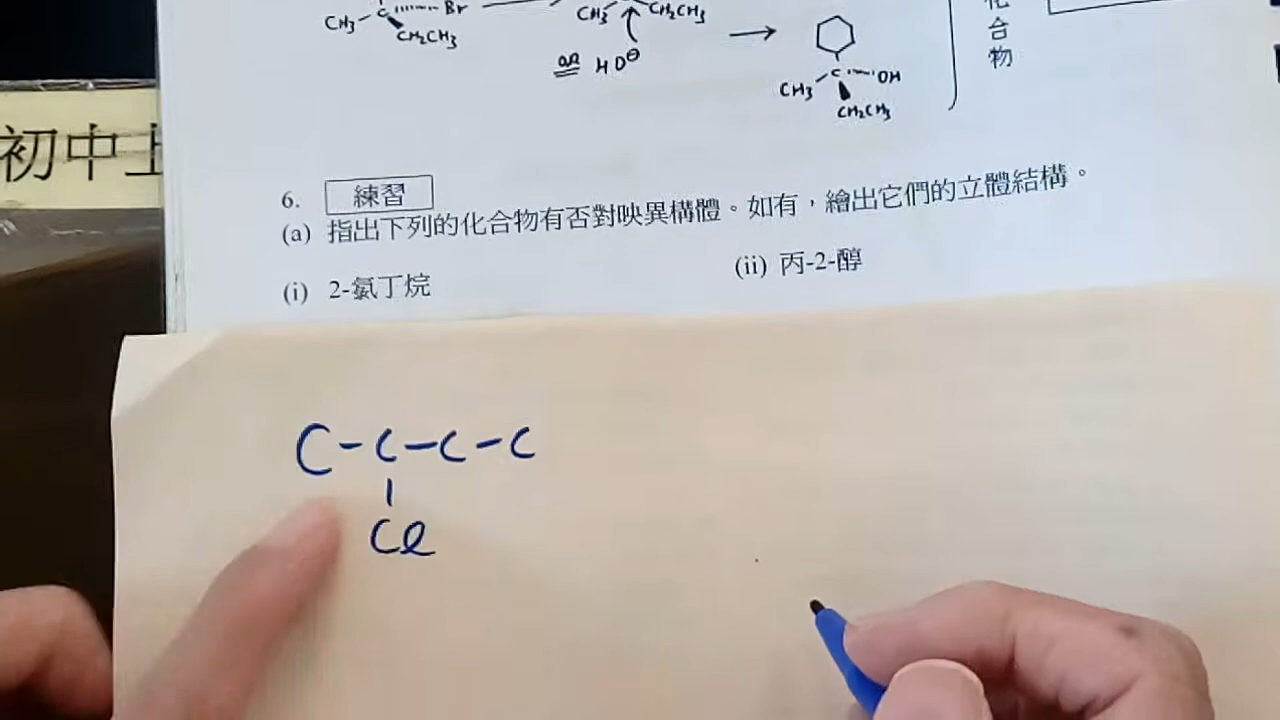 CH₃ C Br
CH₂CH₃
CH₃ CH₂CH₃
HO⊖
CH₃ C OH
CH₂CH₃
合
物
初中上
6. 練習
(a) 指出下列的化合物有否對映異構體。如有，繪出它們的立體結構。
(i) 2-氯丁烷
(ii) 丙-2-醇
C-C-C-C
Cl